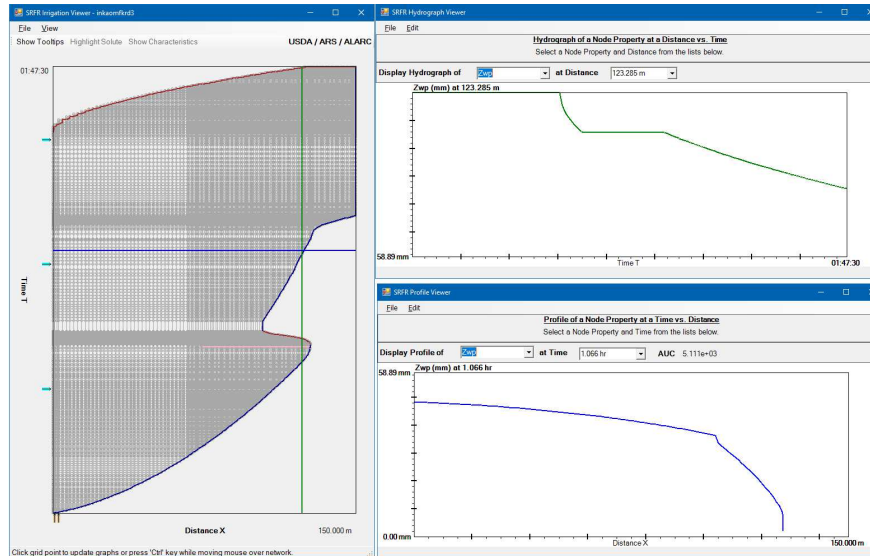 SRFR Irrigation Viewer - inkaomfkrd3
File View
Show Tooltips Highlight Solute Show Characteristics USDA / ARS / ALARC
01:47:30
Time T
Distance X 150.000 m
Click grid point to update graphs or press 'Ctrl' key while moving mouse over network.
SRFR Hydrograph Viewer
File Edit
Hydrograph of a Node Property at a Distance vs. Time
Select a Node Property and Distance from the lists below.
Display Hydrograph of Zwp at Distance 123.285 m
Zwp (mm) at 123.285 m
58.89 mm
Time T 01:47:30
SRFR Profile Viewer
File Edit
Profile of a Node Property at a Time vs. Distance
Select a Node Property and Time from the lists below.
Display Profile of Zwp at Time 1.066 hr AUC 5.111e+03
58.89 mm Zwp (mm) at 1.066 hr
0.00 mm
Distance X 150.000 m